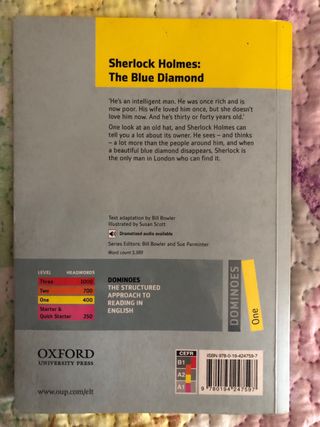 Sherlock Holmes:
The Blue Diamond
'He's an intelligent man. He was once rich and is
now poor. His wife loved him once, but she doesn't
love him now. And he's thirty or forty years old.'
One look at an old hat, and Sherlock Holmes can
tell you a lot about its owner. He sees – and thinks
– a lot more than the people around him, and when
a beautiful blue diamond disappears, Sherlock is
the only man in London who can find it.
Text adaptation by Bill Bowler
Illustrated by Susan Scott
Dramatized audio available
Series Editors: Bill Bowler and Sue Parminter
Word count 5,989
LEVEL HEADWORDS
Three 1000
Two 700
One 400
Starter &
Quick Starter 250
DOMINOES
THE STRUCTURED
APPROACH TO
READING IN
ENGLISH
DOMINOES
One
OXFORD
UNIVERSITY PRESS
www.oup.com/elt
CEFR
B1
A2
A1
ISBN 978-0-19-424759-7
9 780194 247597